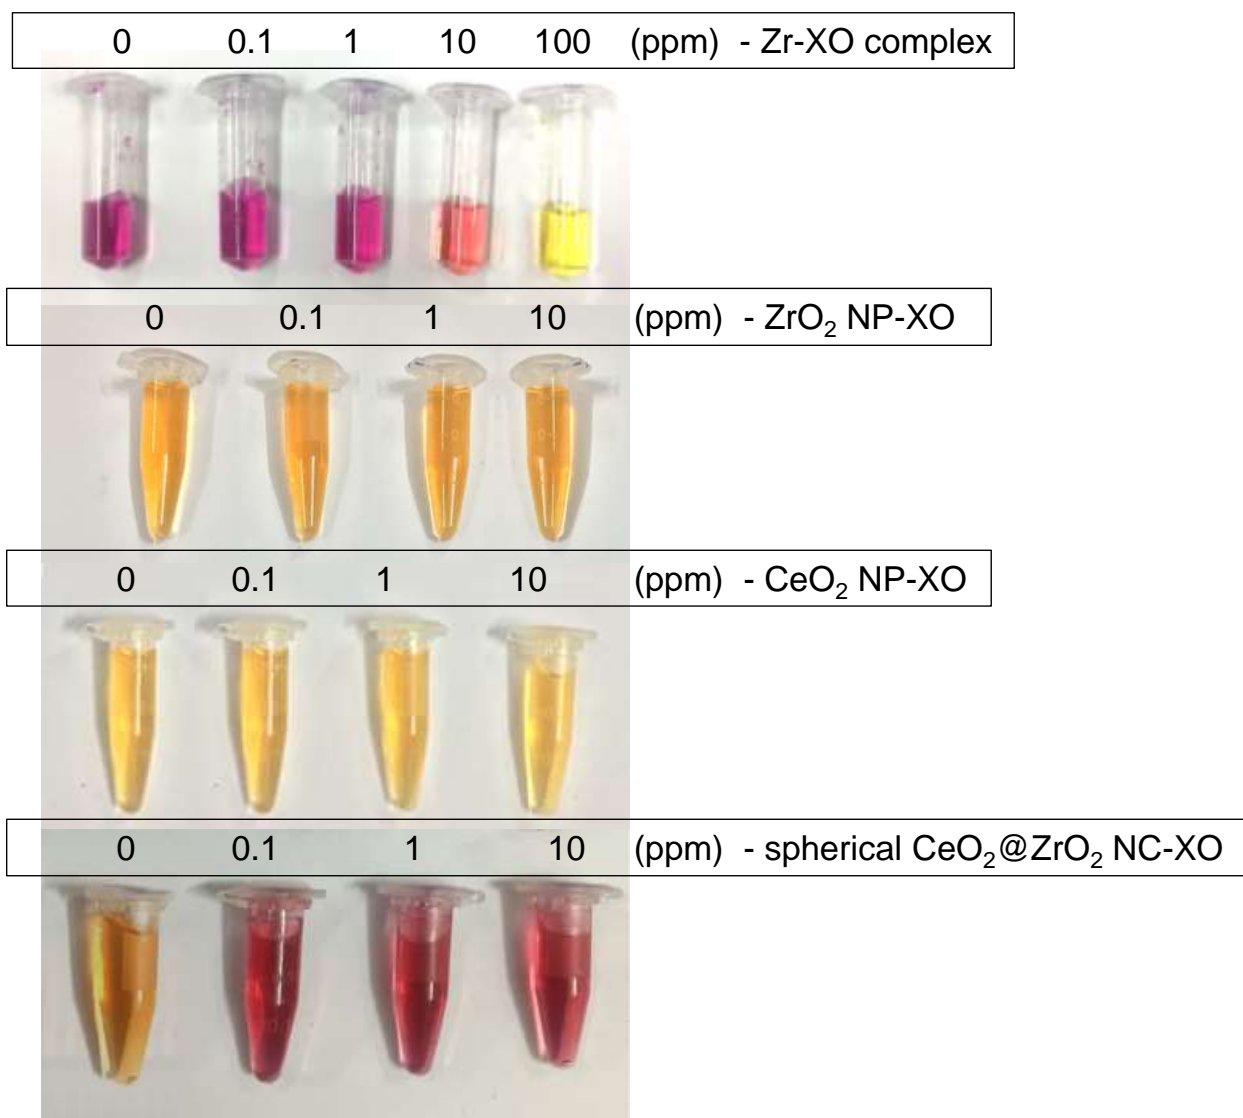 0 0.1 1 10 100 (ppm) - Zr-XO complex
0 0.1 1 10 (ppm) - ZrO₂ NP-XO
0 0.1 1 10 (ppm) - CeO₂ NP-XO
0 0.1 1 10 (ppm) - spherical CeO₂@ZrO₂ NC-XO